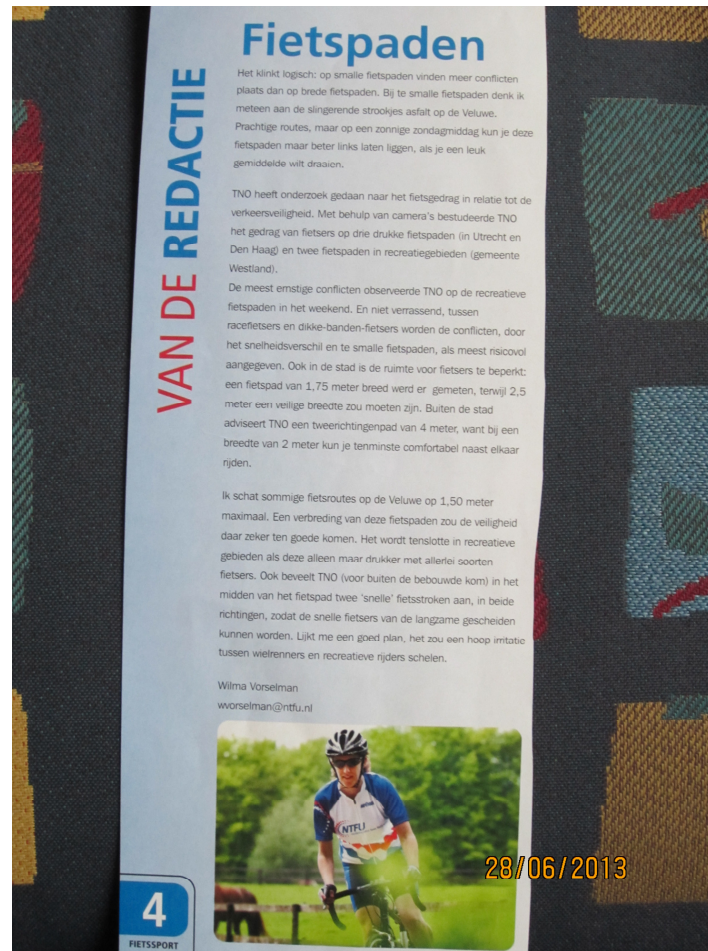 Fietspaden
VAN DE REDACTIE
Het klinkt logisch: op smalle fietspaden vinden meer conflicten
plaats dan op brede fietspaden. Bij te smalle fietspaden denk ik
meteen aan de slingerende strookjes asfalt op de Veluwe.
Prachtige routes, maar op een zonnige zondagmiddag kun je deze
fietspaden maar beter links laten liggen, als je een leuk
gemiddelde wilt draaien.
TNO heeft onderzoek gedaan naar het fietsgedrag in relatie tot de
verkeersveiligheid. Met behulp van camera's bestudeerde TNO
het gedrag van fietsers op drie drukke fietspaden (in Utrecht en
Den Haag) en twee fietspaden in recreatiegebieden (gemeente
Westland).
De meest ernstige conflicten observeerde TNO op de recreatieve
fietspaden in het weekend. En niet verrassend, tussen
racefietsers en dikke-banden-fietsers worden de conflicten, door
het snelheidsverschil en te smalle fietspaden, als meest risicovol
aangegeven. Ook in de stad is de ruimte voor fietsers te beperkt:
een fietspad van 1,75 meter breed werd er gemeten, terwijl 2,5
meter een veilige breedte zou moeten zijn. Buiten de stad
adviseert TNO een tweerichtingenpad van 4 meter, want bij een
breedte van 2 meter kun je tenminste comfortabel naast elkaar
rijden.
Ik schat sommige fietsroutes op de Veluwe op 1,50 meter
maximaal. Een verbreding van deze fietspaden zou de veiligheid
daar zeker ten goede komen. Het wordt tenslotte in recreatieve
gebieden als deze alleen maar drukker met allerlei soorten
fietsers. Ook beveelt TNO (voor buiten de bebouwde kom) in het
midden van het fietspad twee 'snelle' fietsstroken aan, in beide
richtingen, zodat de snelle fietsers van de langzame gescheiden
kunnen worden. Lijkt me een goed plan, het zou een hoop irritatie
tussen wielrenners en recreatieve rijders schelen.
Wilma Vorselman
wvorselman@ntfu.nl
NTFU
28/06/2013
4
FIETSSPORT